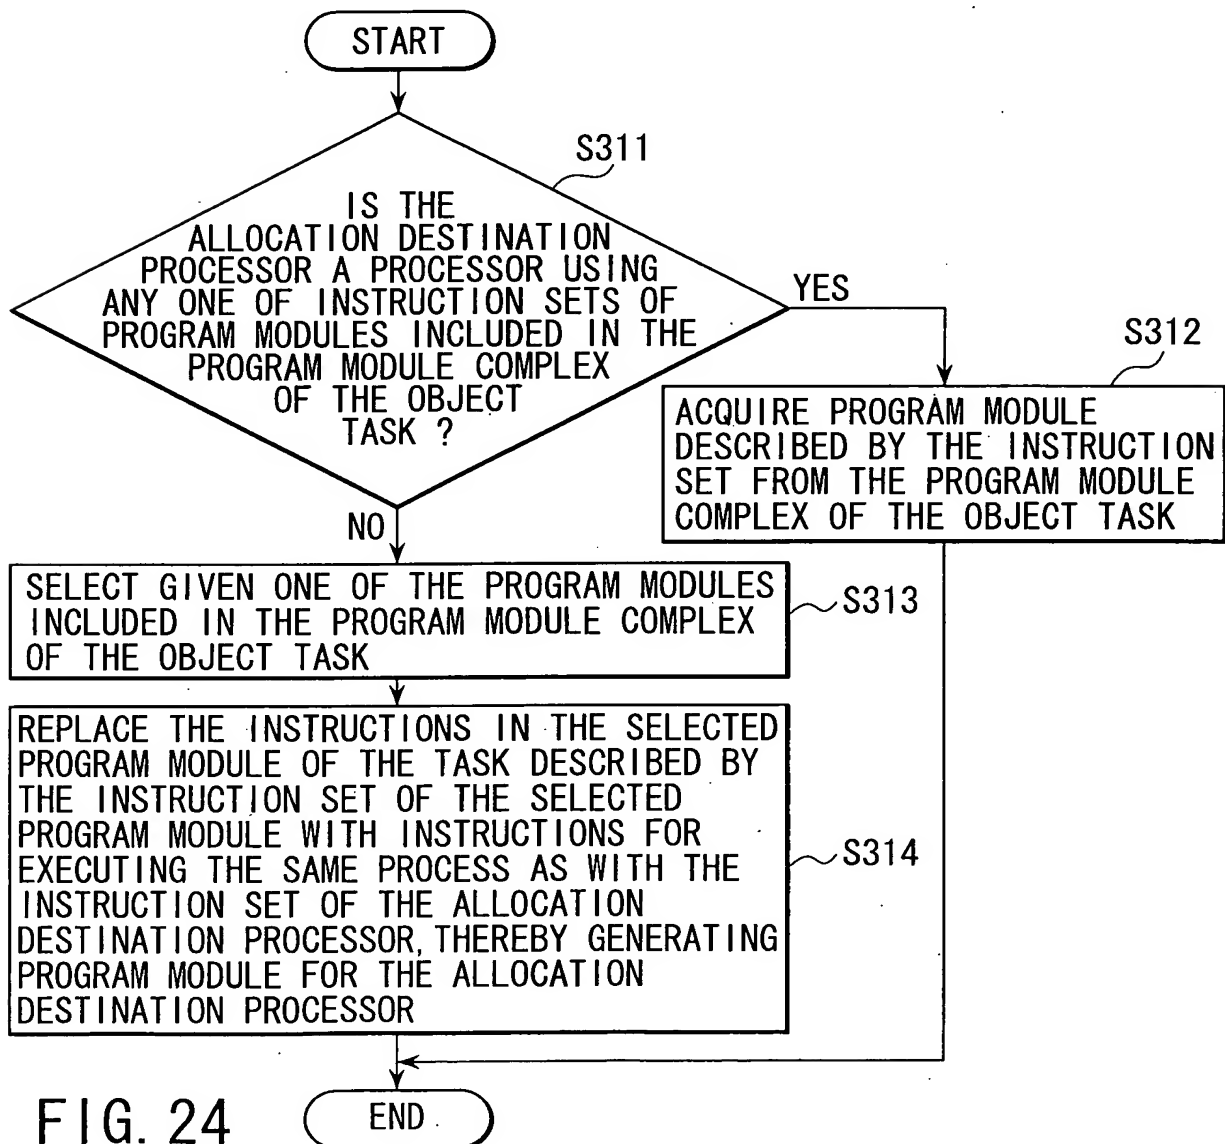 START
S311
IS THE
ALLOCATION DESTINATION
PROCESSOR A PROCESSOR USING
ANY ONE OF INSTRUCTION SETS OF
PROGRAM MODULES INCLUDED IN THE
PROGRAM MODULE COMPLEX
OF THE OBJECT
TASK ?
YES
S312
ACQUIRE PROGRAM MODULE
DESCRIBED BY THE INSTRUCTION
SET FROM THE PROGRAM MODULE
COMPLEX OF THE OBJECT TASK
NO
SELECT GIVEN ONE OF THE PROGRAM MODULES
INCLUDED IN THE PROGRAM MODULE COMPLEX
OF THE OBJECT TASK
S313
REPLACE THE INSTRUCTIONS IN THE SELECTED
PROGRAM MODULE OF THE TASK DESCRIBED BY
THE INSTRUCTION SET OF THE SELECTED
PROGRAM MODULE WITH INSTRUCTIONS FOR
EXECUTING THE SAME PROCESS AS WITH THE
INSTRUCTION SET OF THE ALLOCATION
DESTINATION PROCESSOR, THEREBY GENERATING
PROGRAM MODULE FOR THE ALLOCATION
DESTINATION PROCESSOR
S314
END
FIG. 24